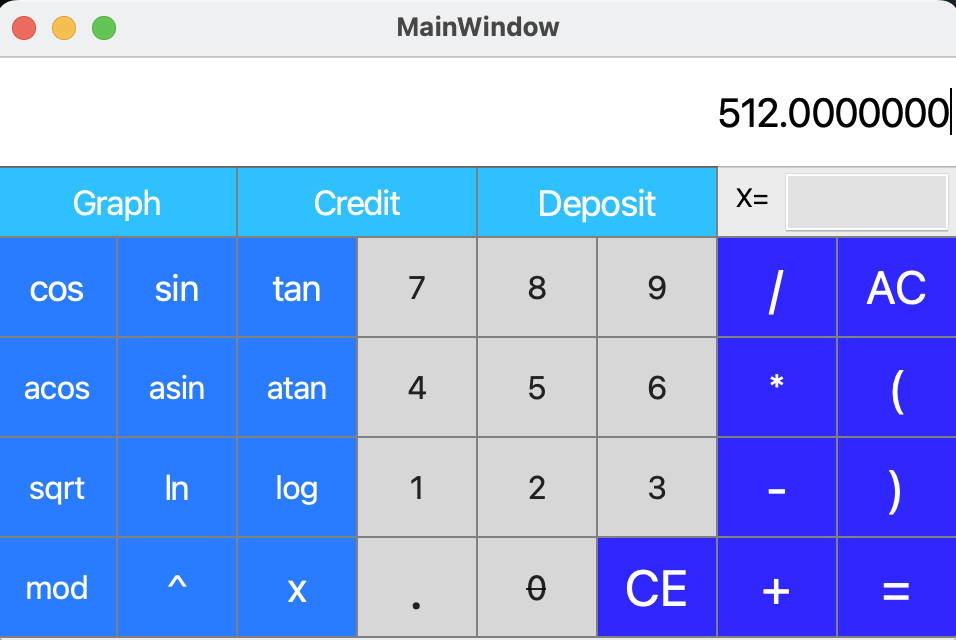 MainWindow
512.0000000
Graph Credit Deposit X=
cos sin tan 7 8 9 / AC
acos asin atan 4 5 6 * (
sqrt ln log 1 2 3 - )
mod ^ x . 0 CE + =